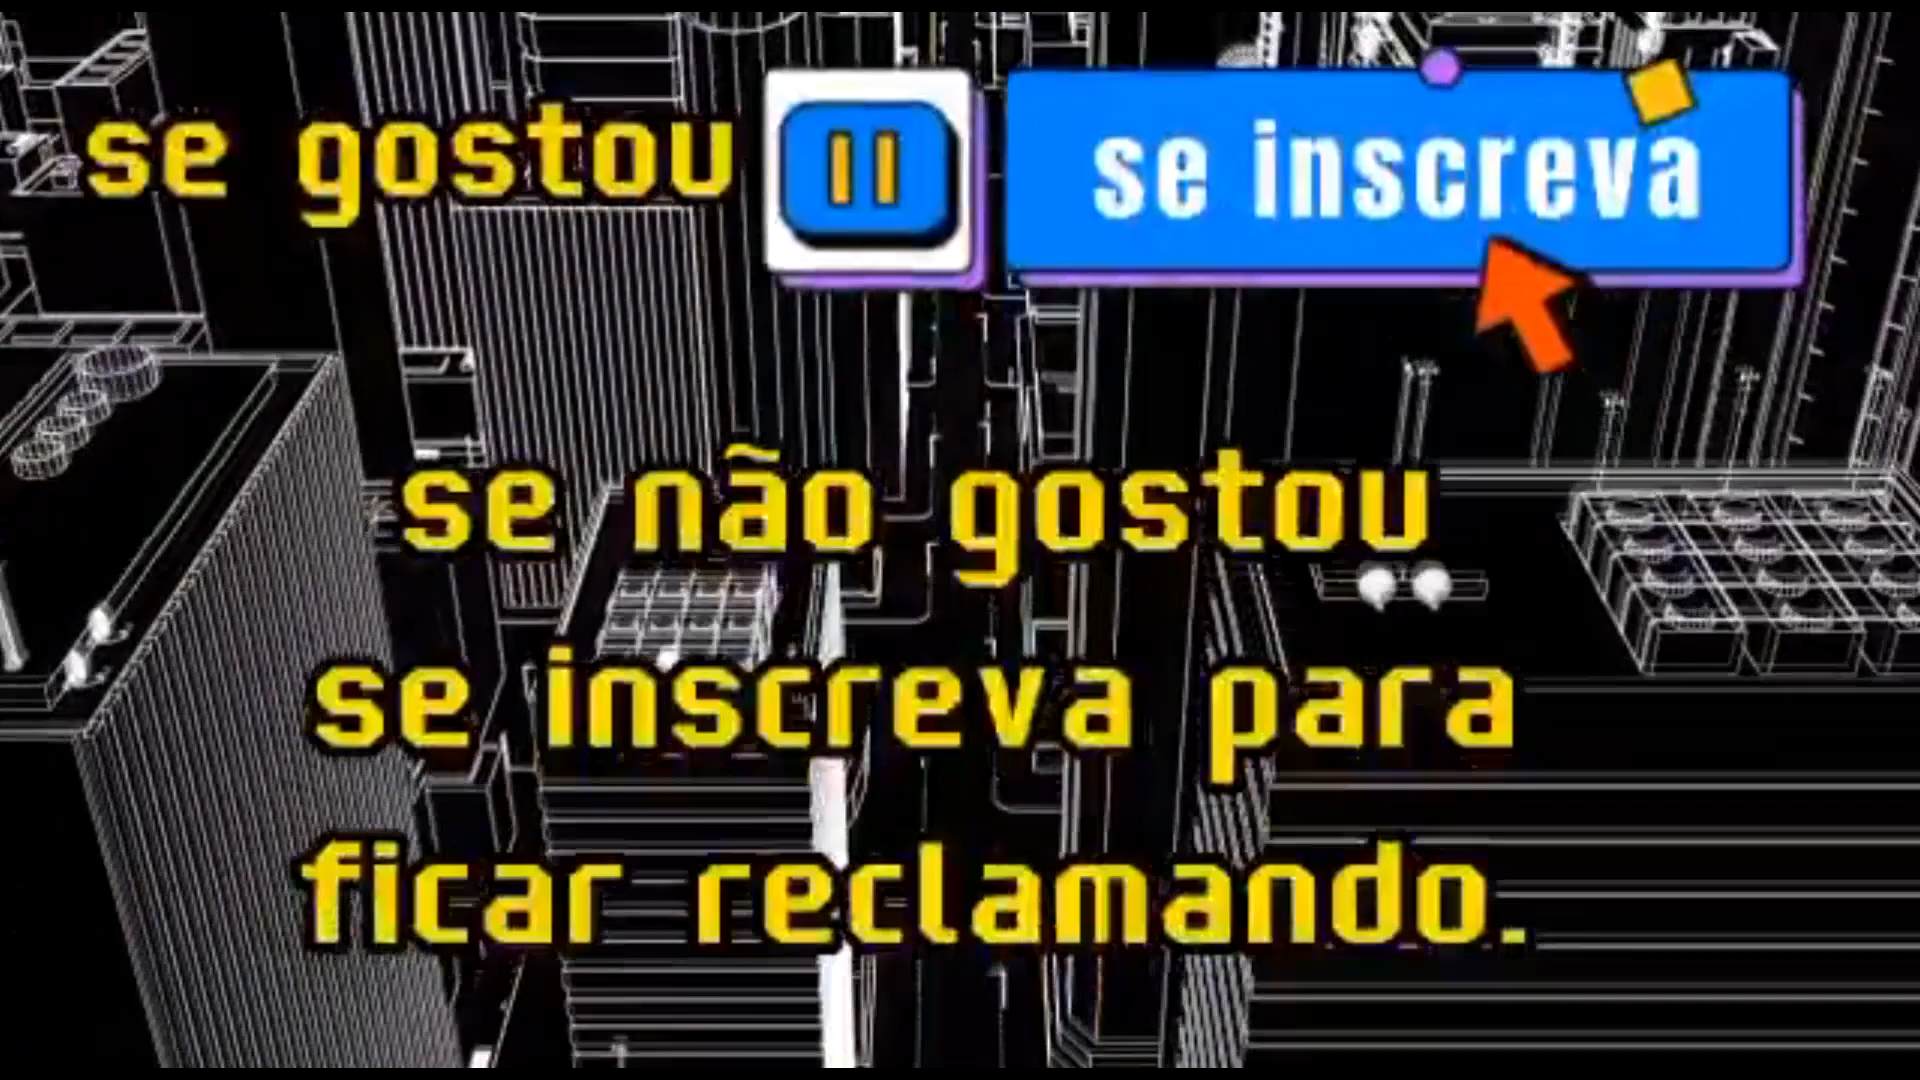 se gostou se inscreva
se não gostou
se inscreva para
ficar reclamando.